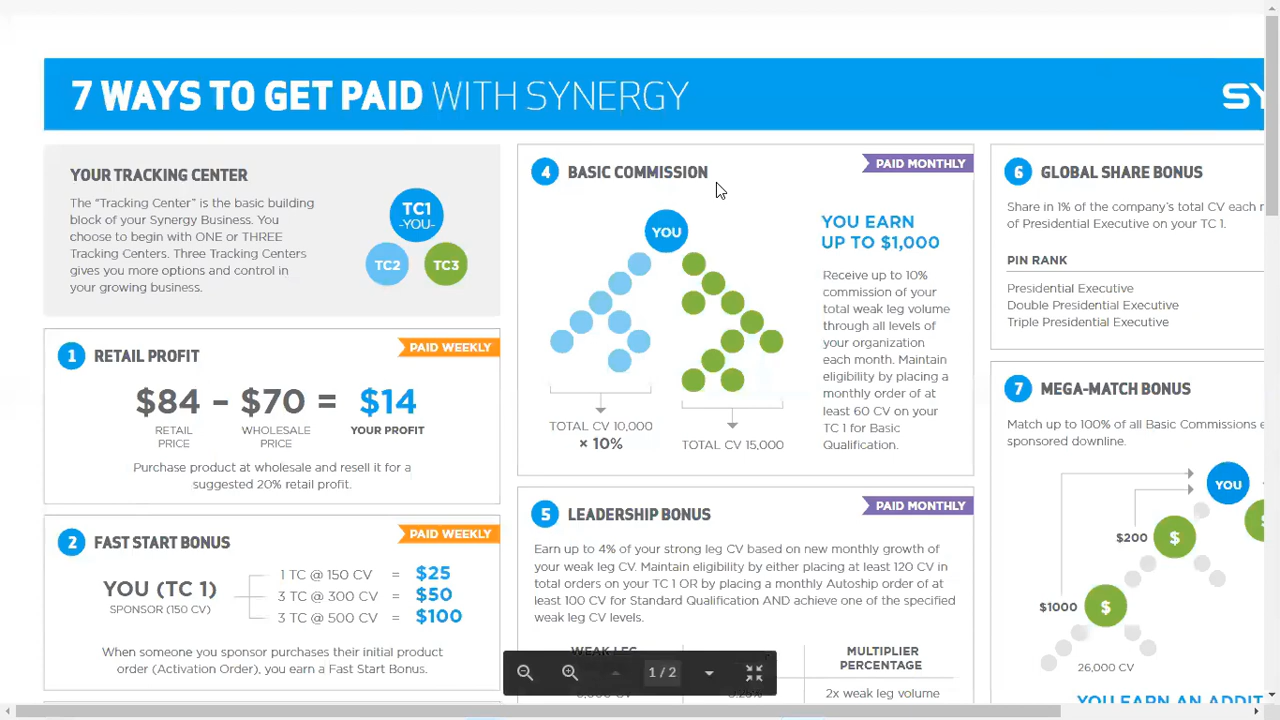 7 WAYS TO GET PAID WITH SYNERGY
SY
YOUR TRACKING CENTER
The “Tracking Center” is the basic building
block of your Synergy Business. You
choose to begin with ONE or THREE
Tracking Centers. Three Tracking Centers
gives you more options and control in
your growing business.
TC1
-YOU-
TC2
TC3
1 RETAIL PROFIT
PAID WEEKLY
$84 – $70 = $14
RETAIL PRICE
WHOLESALE PRICE
YOUR PROFIT
Purchase product at wholesale and resell it for a
suggested 20% retail profit.
2 FAST START BONUS
PAID WEEKLY
YOU (TC 1)
SPONSOR (150 CV)
1 TC @ 150 CV = $25
3 TC @ 300 CV = $50
3 TC @ 500 CV = $100
When someone you sponsor purchases their initial product
order (Activation Order), you earn a Fast Start Bonus.
4 BASIC COMMISSION
PAID MONTHLY
YOU
TOTAL CV 10,000
× 10%
TOTAL CV 15,000
YOU EARN
UP TO $1,000
Receive up to 10%
commission of your
total weak leg volume
through all levels of
your organization
each month. Maintain
eligibility by placing a
monthly order of at
least 60 CV on your
TC 1 for Basic
Qualification.
5 LEADERSHIP BONUS
PAID MONTHLY
Earn up to 4% of your strong leg CV based on new monthly growth of
your weak leg CV. Maintain eligibility by either placing at least 120 CV in
total orders on your TC 1 OR by placing a monthly Autoship order of at
least 100 CV for Standard Qualification AND achieve one of the specified
weak leg CV levels.
WEAK LEG
MULTIPLIER
PERCENTAGE
2x weak leg volume
1 / 2
6 GLOBAL SHARE BONUS
Share in 1% of the company’s total CV each
of Presidential Executive on your TC 1.
PIN RANK
Presidential Executive
Double Presidential Executive
Triple Presidential Executive
7 MEGA-MATCH BONUS
Match up to 100% of all Basic Commissions
sponsored downline.
YOU
$200
$
$1000
$
26,000 CV
YOU EARN AN ADDIT